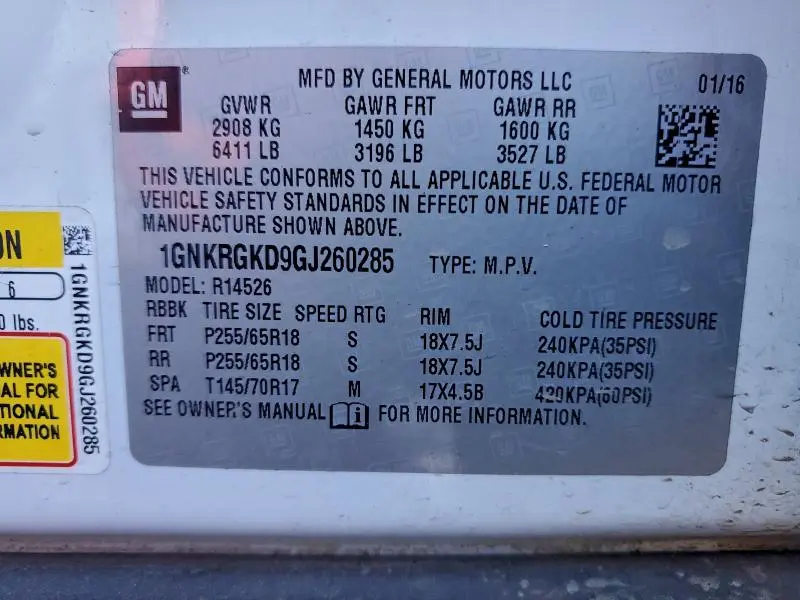 MFD BY GENERAL MOTORS LLC 01/16
GM
GVWR GAWR FRT GAWR RR
2908 KG 1450 KG 1600 KG
6411 LB 3196 LB 3527 LB
THIS VEHICLE CONFORMS TO ALL APPLICABLE U.S. FEDERAL MOTOR
VEHICLE SAFETY STANDARDS IN EFFECT ON THE DATE OF
MANUFACTURE SHOWN ABOVE.
1GNKRGKD9GJ260285 TYPE: M.P.V.
MODEL: R14526
RBBK TIRE SIZE SPEED RTG RIM COLD TIRE PRESSURE
FRT P255/65R18 S 18X7.5J 240KPA(35PSI)
RR P255/65R18 S 18X7.5J 240KPA(35PSI)
SPA T145/70R17 M 17X4.5B 420KPA(60PSI)
SEE OWNER'S MANUAL i FOR MORE INFORMATION.
ON
6
0 lbs.
WNER'S
AL FOR
TIONAL
RMATION
1GNKRGKD9GJ260285